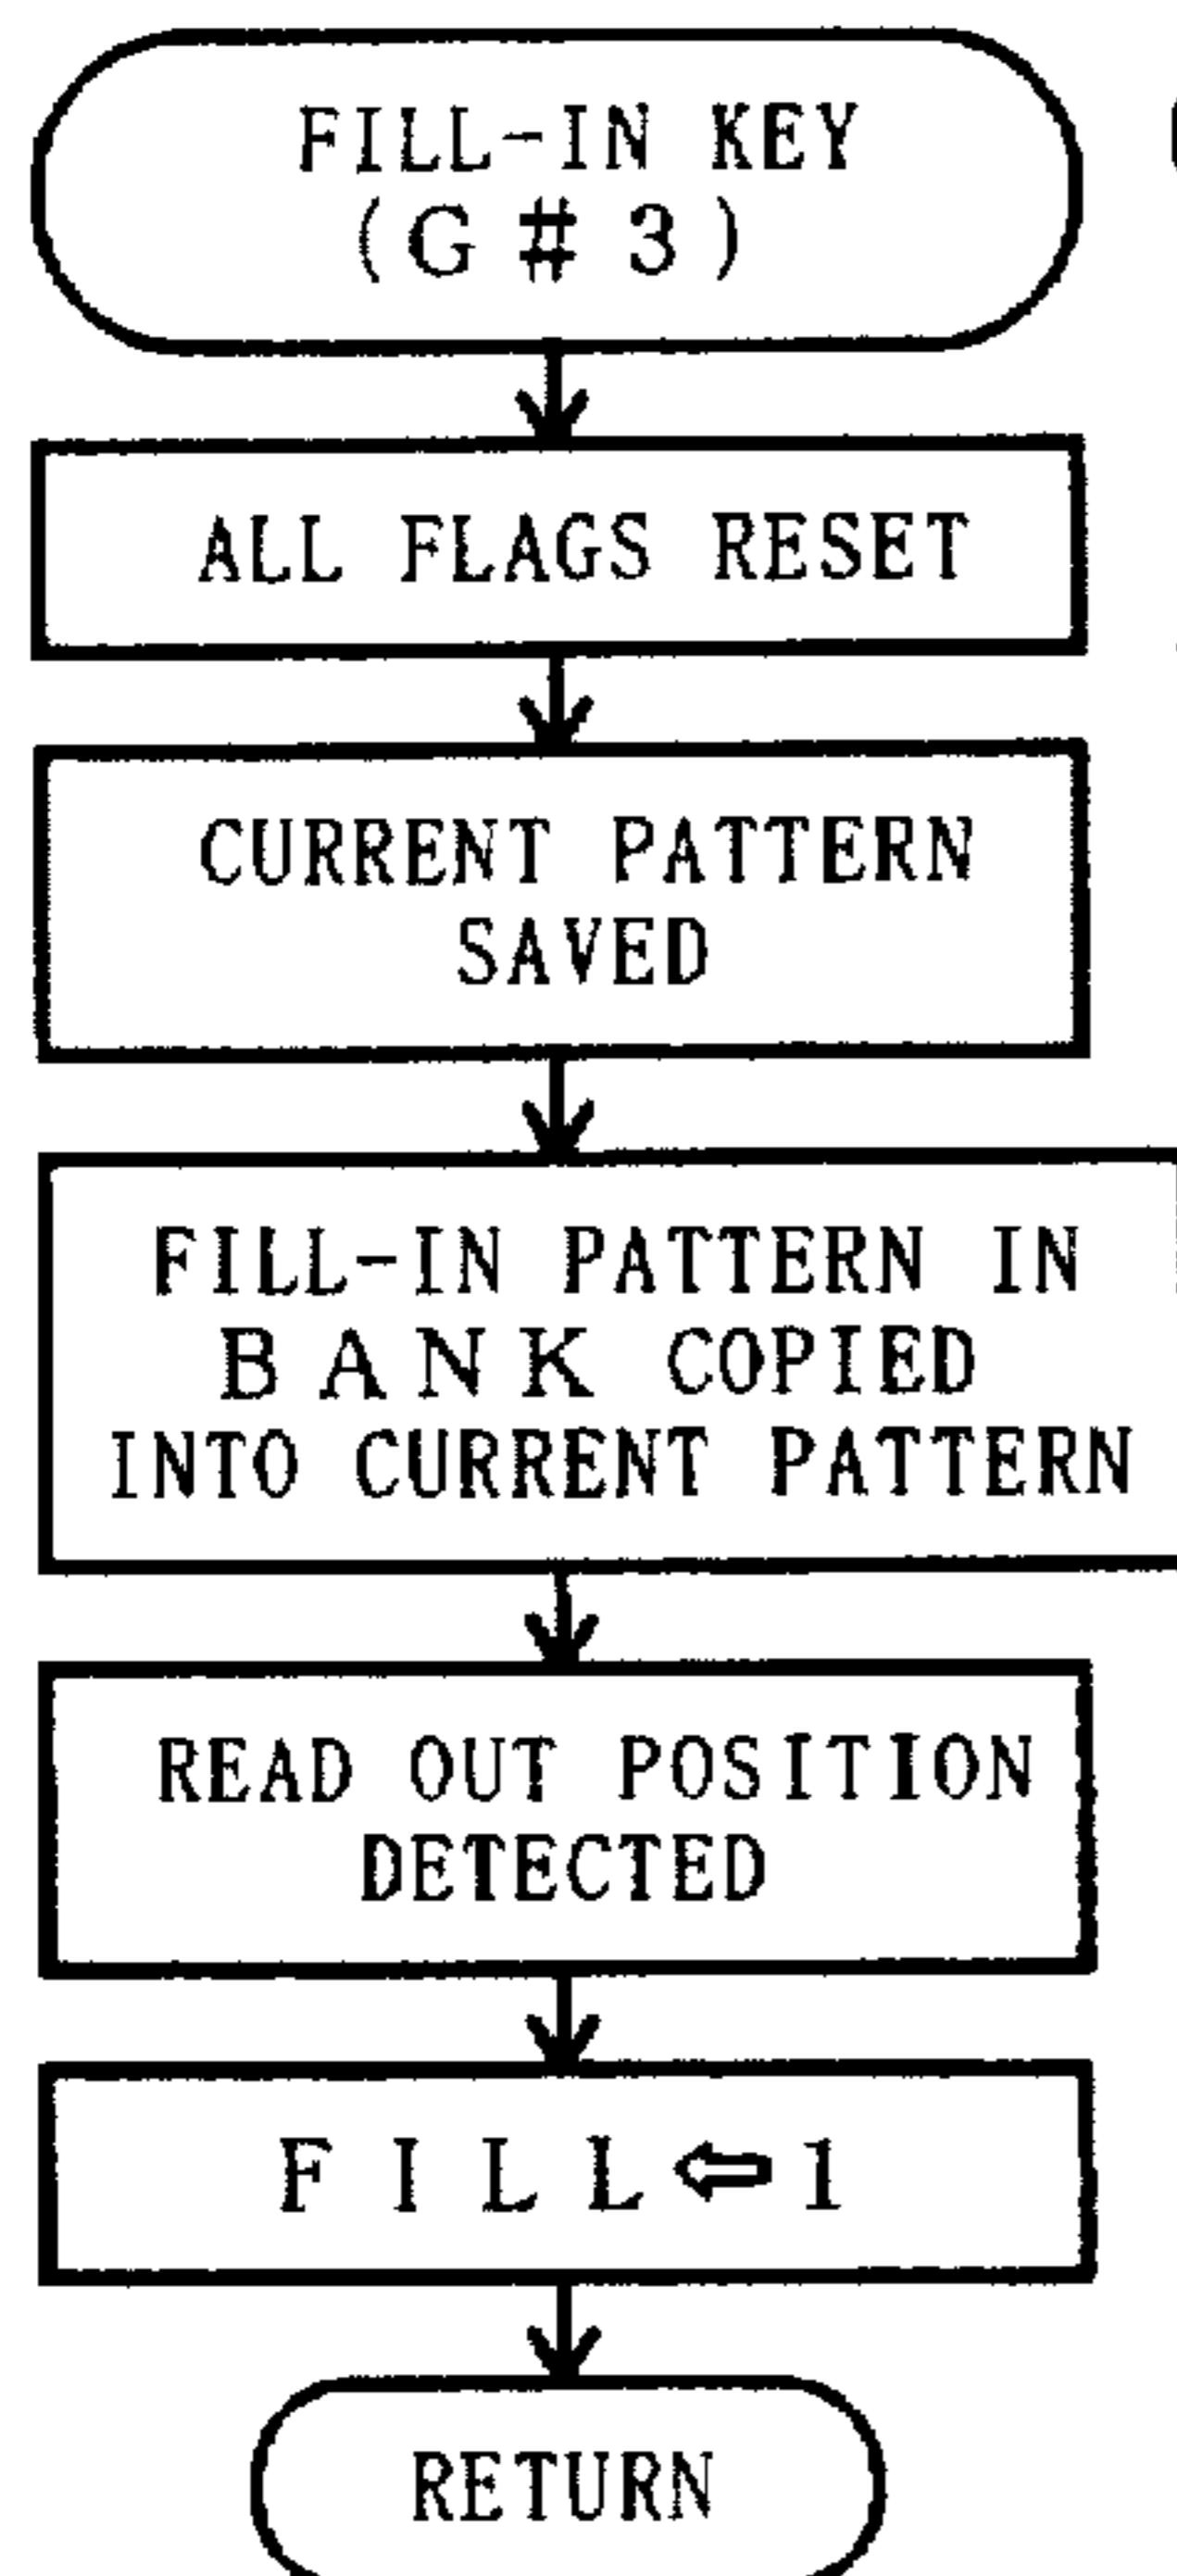 FILL-IN KEY
(G#3)
ALL FLAGS RESET
CURRENT PATTERN
SAVED
FILL-IN PATTERN IN
BANK COPIED
INTO CURRENT PATTERN
READ OUT POSITION
DETECTED
FILL⇦1
RETURN